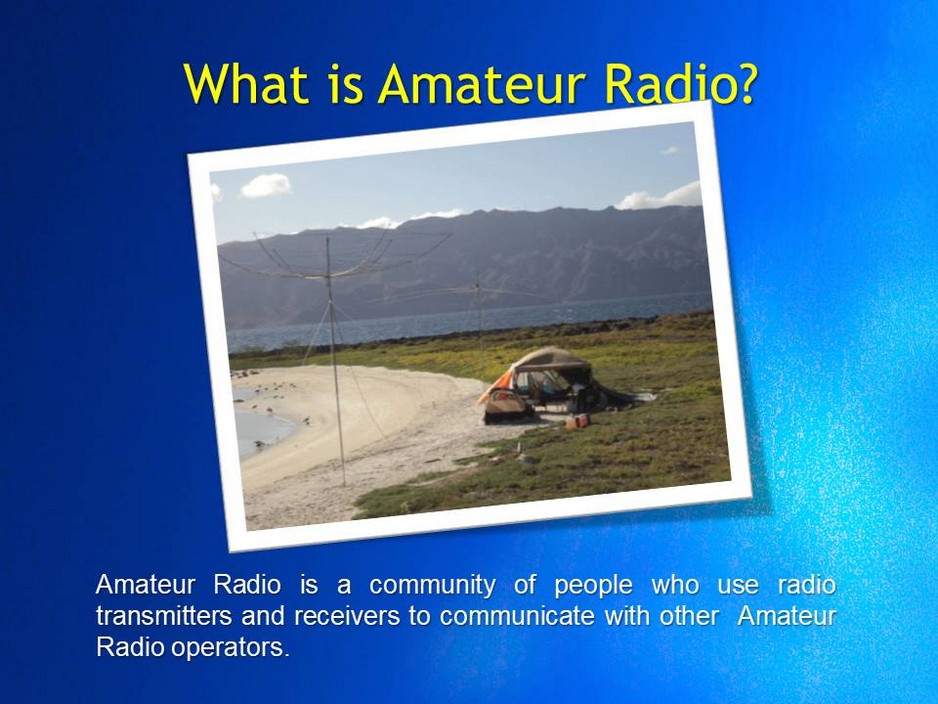 What is Amateur Radio?
Amateur Radio is a community of people who use radio
transmitters and receivers to communicate with other Amateur
Radio operators.